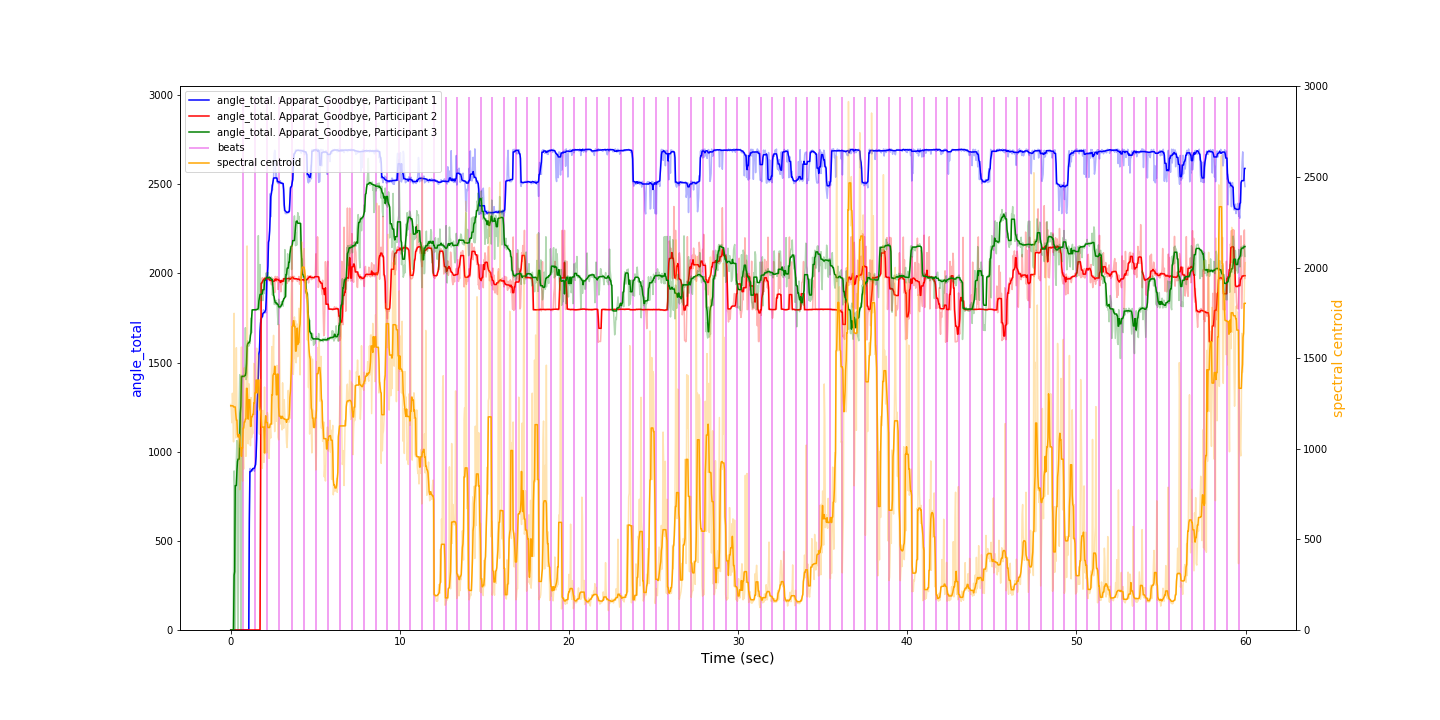 angle_total. Apparat_Goodbye, Participant 1
angle_total. Apparat_Goodbye, Participant 2
angle_total. Apparat_Goodbye, Participant 3
beats
spectral centroid
angle_total
3000
2500
2000
1500
1000
500
0
0 10 20 30 40 50 60
Time (sec)
3000
2500
2000
1500
1000
500
0
spectral centroid